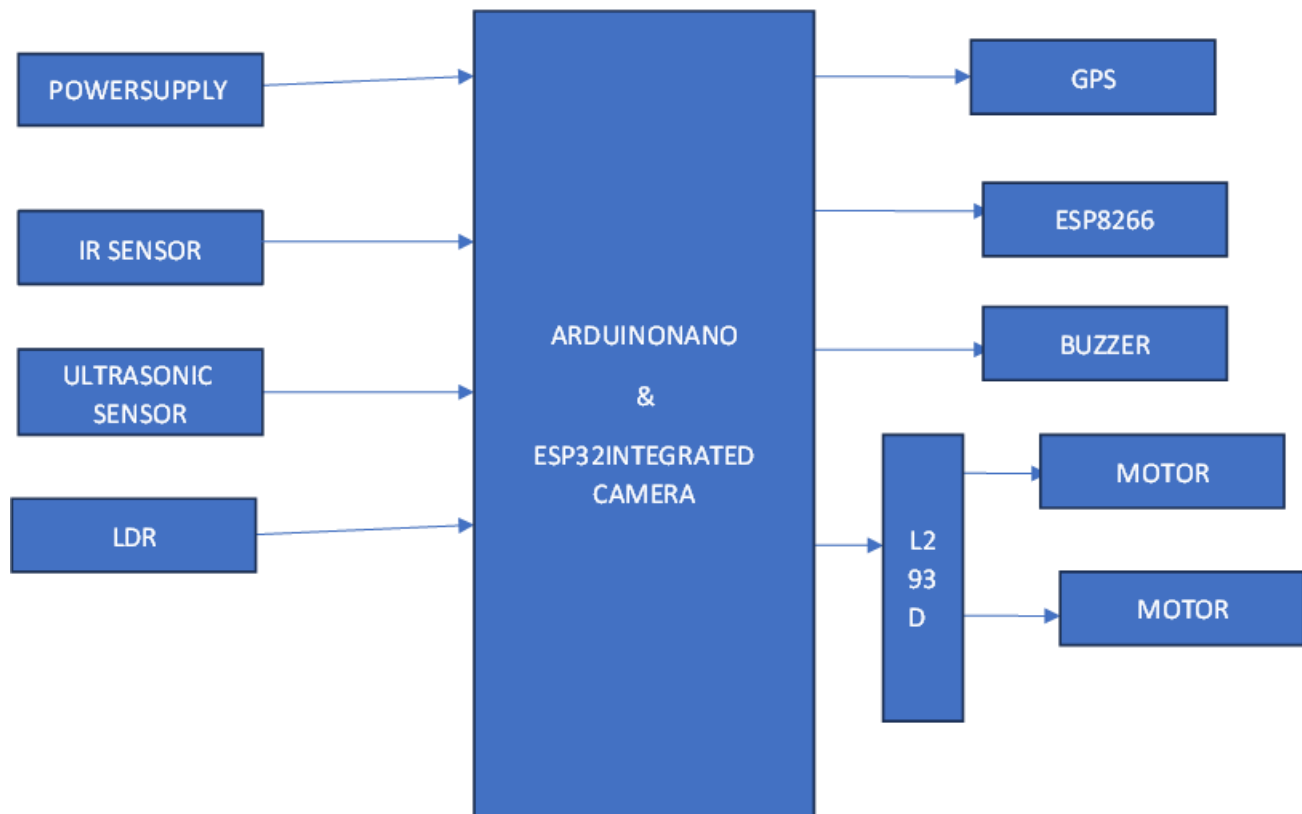 POWERSUPPLY
IR SENSOR
ULTRASONIC
SENSOR
LDR
ARDUINONANO
&
ESP32INTEGRATED
CAMERA
GPS
ESP8266
BUZZER
L2
93
D
MOTOR
MOTOR